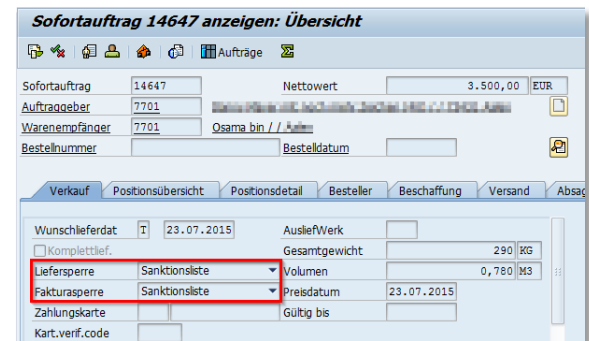 Sofortauftrag 14647 anzeigen: Übersicht
Aufträge
Sofortauftrag 14647 Nettowert 3.500,00 EUR
Auftraggeber 7701
Warenempfänger 7701 Osama bin / /
Bestellnummer Bestelldatum
Verkauf Positionsübersicht Positionsdetail Besteller Beschaffung Versand Absag
Wunschlieferdat T 23.07.2015 AusliefWerk
Komplettlief. Gesamtgewicht 290 KG
Liefersperre Sanktionsliste Volumen 0,780 M3
Fakturasperre Sanktionsliste Preisdatum 23.07.2015
Zahlungskarte Gültig bis
Kart.verif.code